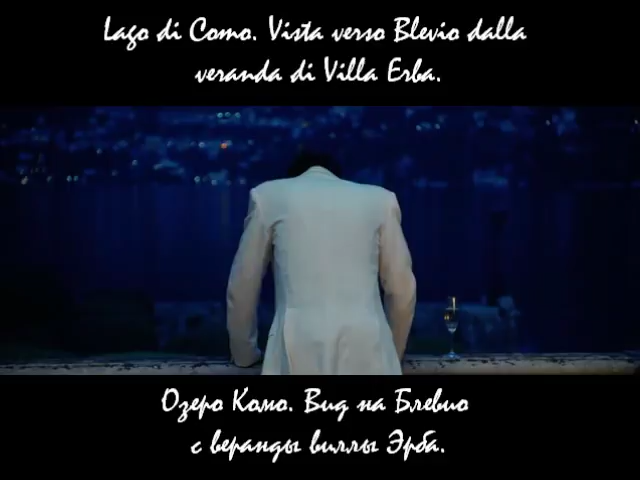 Lago di Como. Vista verso Blevio dalla
veranda di Villa Erba.
Озеро Комо. Вид на Блевио
с веранды виллы Эрба.